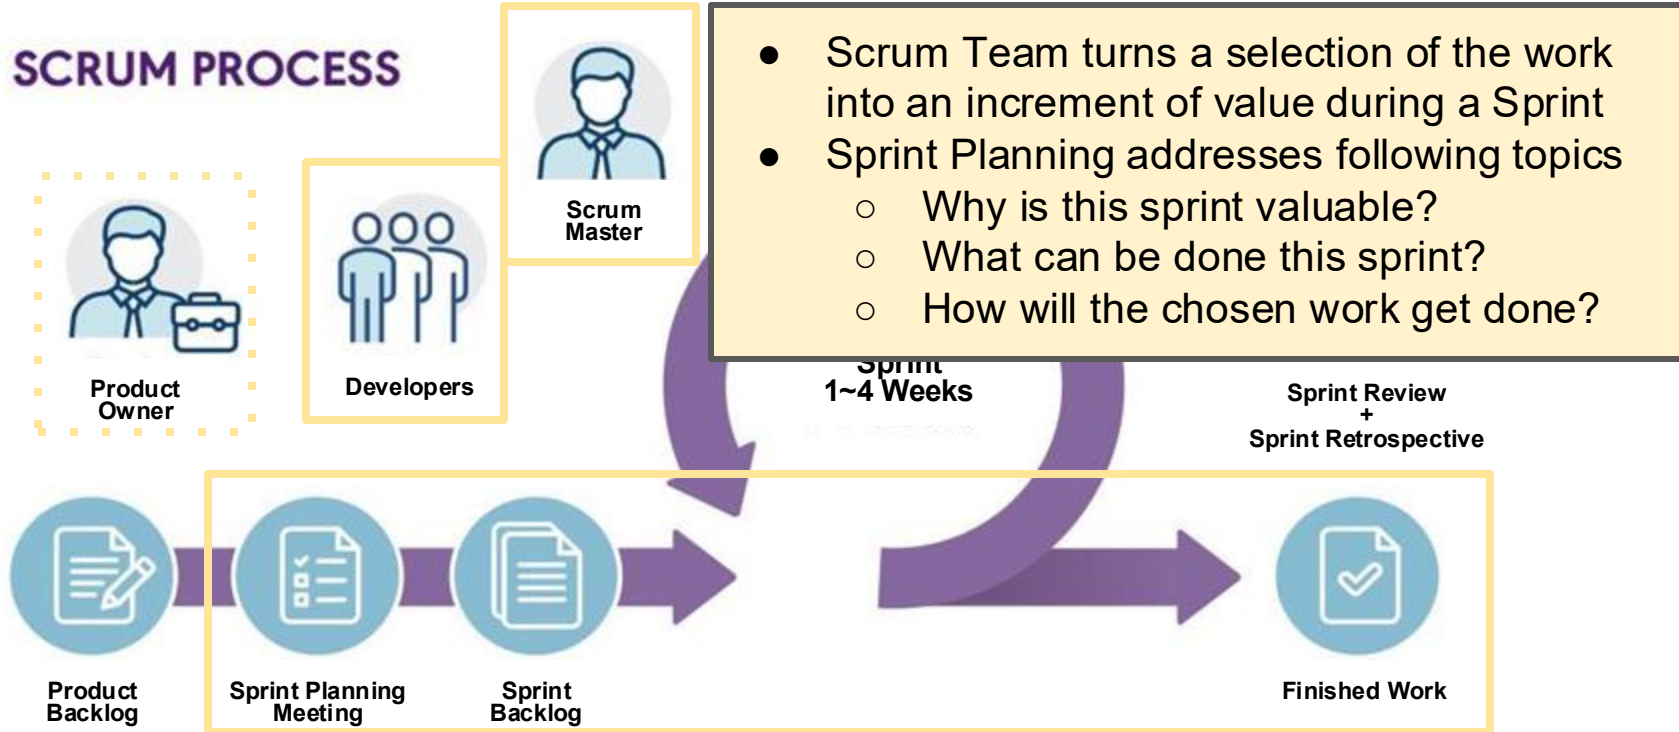 SCRUM PROCESS
● Scrum Team turns a selection of the work
into an increment of value during a Sprint
● Sprint Planning addresses following topics
○ Why is this sprint valuable?
○ What can be done this sprint?
○ How will the chosen work get done?
Scrum
Master
Product
Owner
Developers
Sprint
1~4 Weeks
Sprint Review
+
Sprint Retrospective
Product
Backlog
Sprint Planning
Meeting
Sprint
Backlog
Finished Work